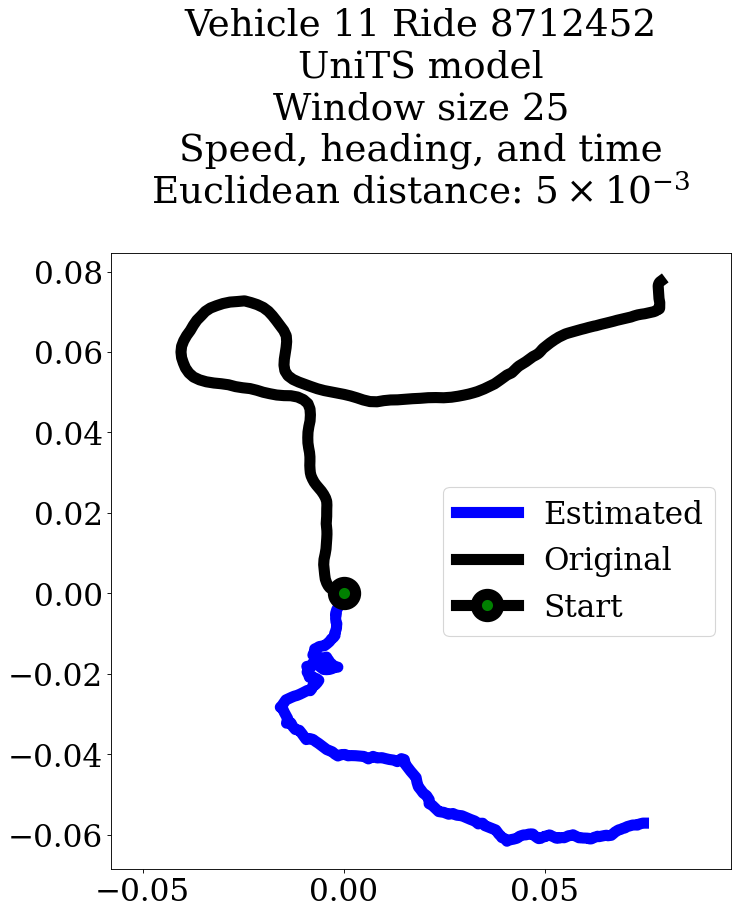 Vehicle 11 Ride 8712452
UniTS model
Window size 25
Speed, heading, and time
Euclidean distance: 5 × 10⁻³
0.08
0.06
0.04
0.02
0.00
−0.02
−0.04
−0.06
Estimated
Original
Start
−0.05
0.00
0.05